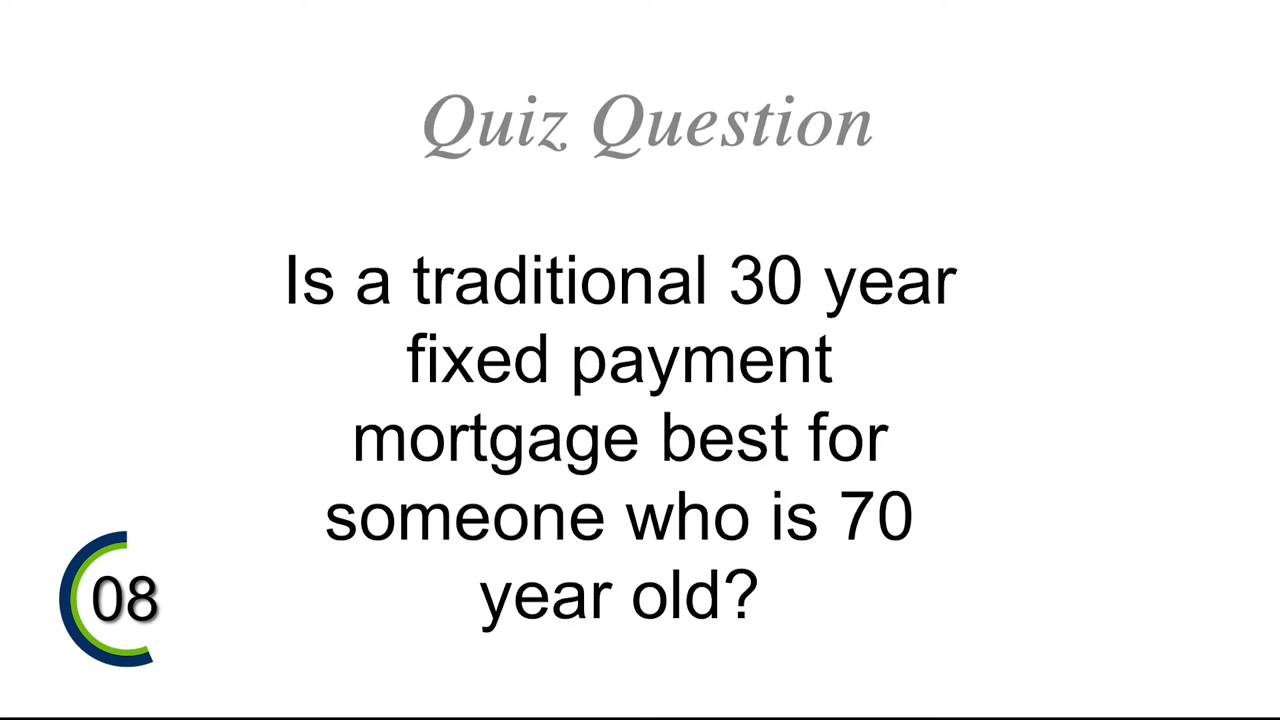 Quiz Question
Is a traditional 30 year
fixed payment
mortgage best for
someone who is 70
year old?
08